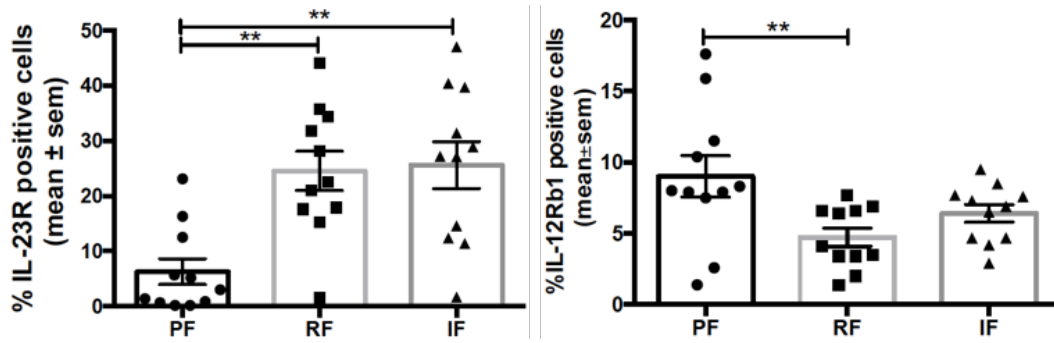 % IL-23R positive cells
(mean ± sem)
50
40
30
20
10
0
**
**
PF
RF
IF
%IL-12Rb1 positive cells
(mean±sem)
20
15
10
5
0
**
PF
RF
IF